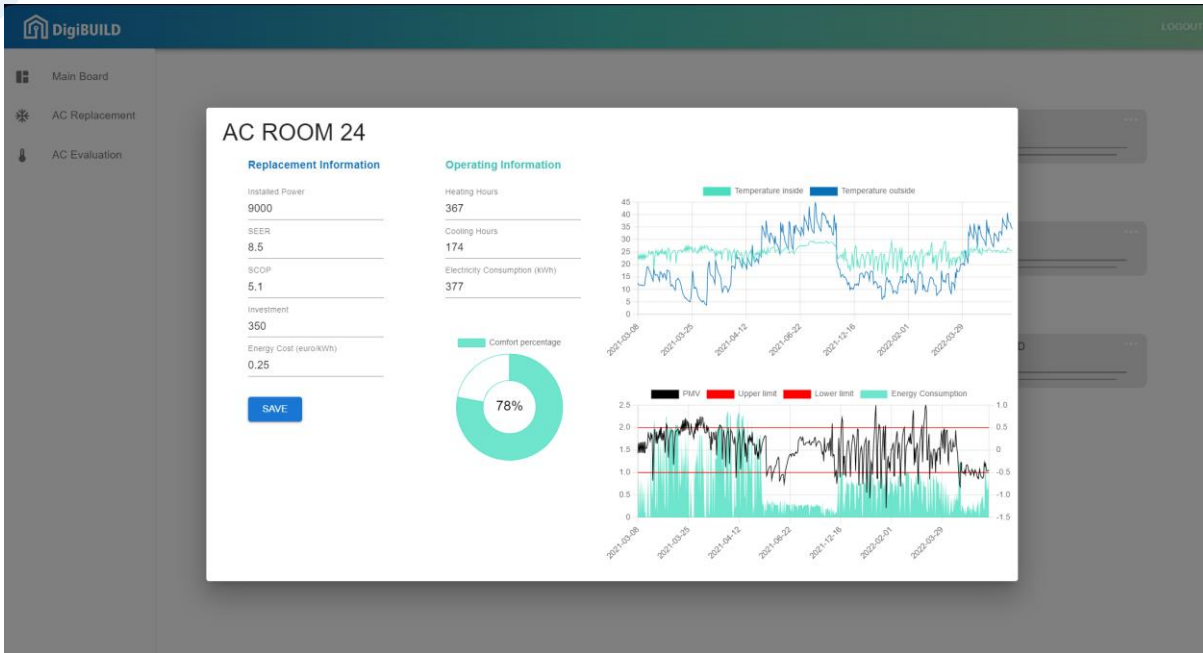 DigiBUILD
LOGOUT
Main Board
AC Replacement
AC Evaluation
AC ROOM 24
Replacement Information
Installed Power
9000
SEER
8.5
SCOP
5.1
Investment
350
Energy Cost (euro/kWh)
0.25
SAVE
Operating Information
Heating Hours
367
Cooling Hours
174
Electricity Consumption (kWh)
377
Comfort percentage
78%
Temperature inside Temperature outside
45
40
35
30
25
20
15
10
5
0
2021-03-08 2021-03-25 2021-04-12 2021-06-22 2021-12-16 2022-02-01 2022-03-29
PMV Upper limit Lower limit Energy Consumption
2.5 1.0
2.0 0.5
1.5 0
1.0 -0.5
0.5 -1.0
0 -1.5
2021-03-08 2021-03-25 2021-04-12 2021-06-22 2021-12-16 2022-02-01 2022-03-29
D